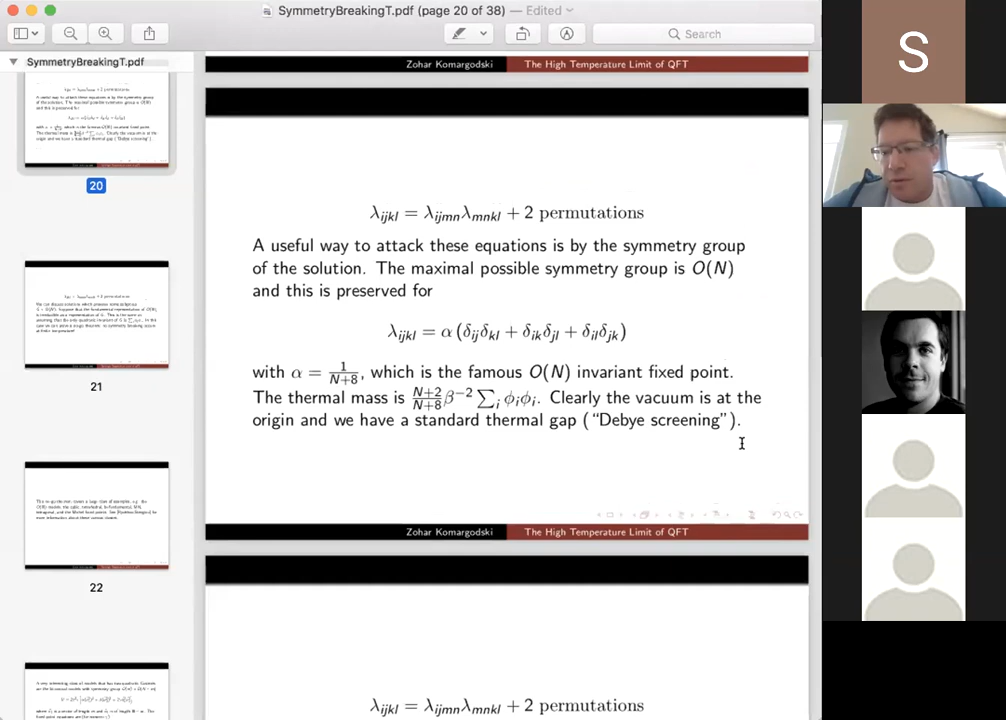 SymmetryBreakingT.pdf (page 20 of 38) — Edited
Search
SymmetryBreakingT.pdf
20
21
22
Zohar Komargodski The High Temperature Limit of QFT
λ_{ijkl} = λ_{ijmn}λ_{mnkl} + 2 permutations
A useful way to attack these equations is by the symmetry group
of the solution. The maximal possible symmetry group is O(N)
and this is preserved for
λ_{ijkl} = α (δ_{ij}δ_{kl} + δ_{ik}δ_{jl} + δ_{il}δ_{jk})
with α = \frac{1}{N+8}, which is the famous O(N) invariant fixed point.
The thermal mass is \frac{N+2}{N+8}β^{-2} ∑_i φ_iφ_i. Clearly the vacuum is at the
origin and we have a standard thermal gap (“Debye screening”).
Zohar Komargodski The High Temperature Limit of QFT
λ_{ijkl} = λ_{ijmn}λ_{mnkl} + 2 permutations
S